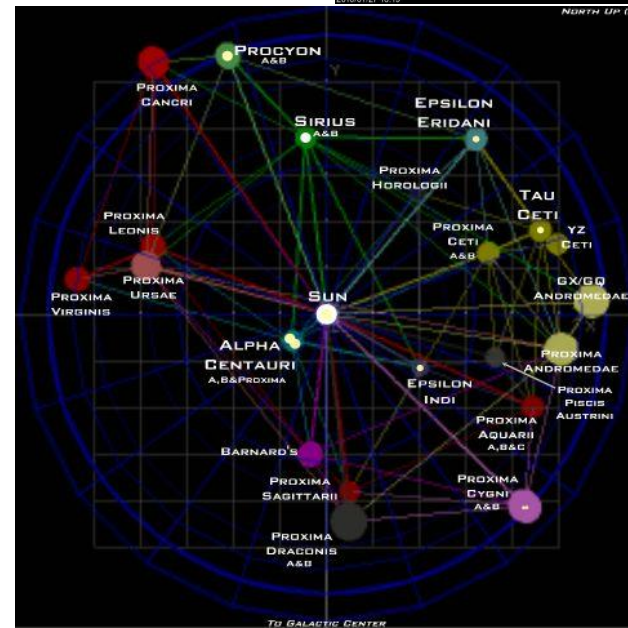 NORTH UP (
Y
PROCYON
A&B
PROXIMA
CANCRI
SIRIUS
A&B
EPSILON
ERIDANI
PROXIMA
HOROLOGII
TAU
CETI
YZ
CETI
PROXIMA
CETI
A&B
PROXIMA
LEONIS
PROXIMA
URSAE
PROXIMA
VIRGINIS
SUN
GX/GQ
ANDROMEDAE
X
ALPHA
CENTAURI
A,B&PROXIMA
PROXIMA
ANDROMEDAE
EPSILON
INDI
PROXIMA
PISCIS
AUSTRINI
PROXIMA
AQUARII
A,B&C
BARNARD'S
PROXIMA
SAGITTARII
PROXIMA
CYGNI
A&B
PROXIMA
DRACONIS
A&B
TO GALACTIC CENTER